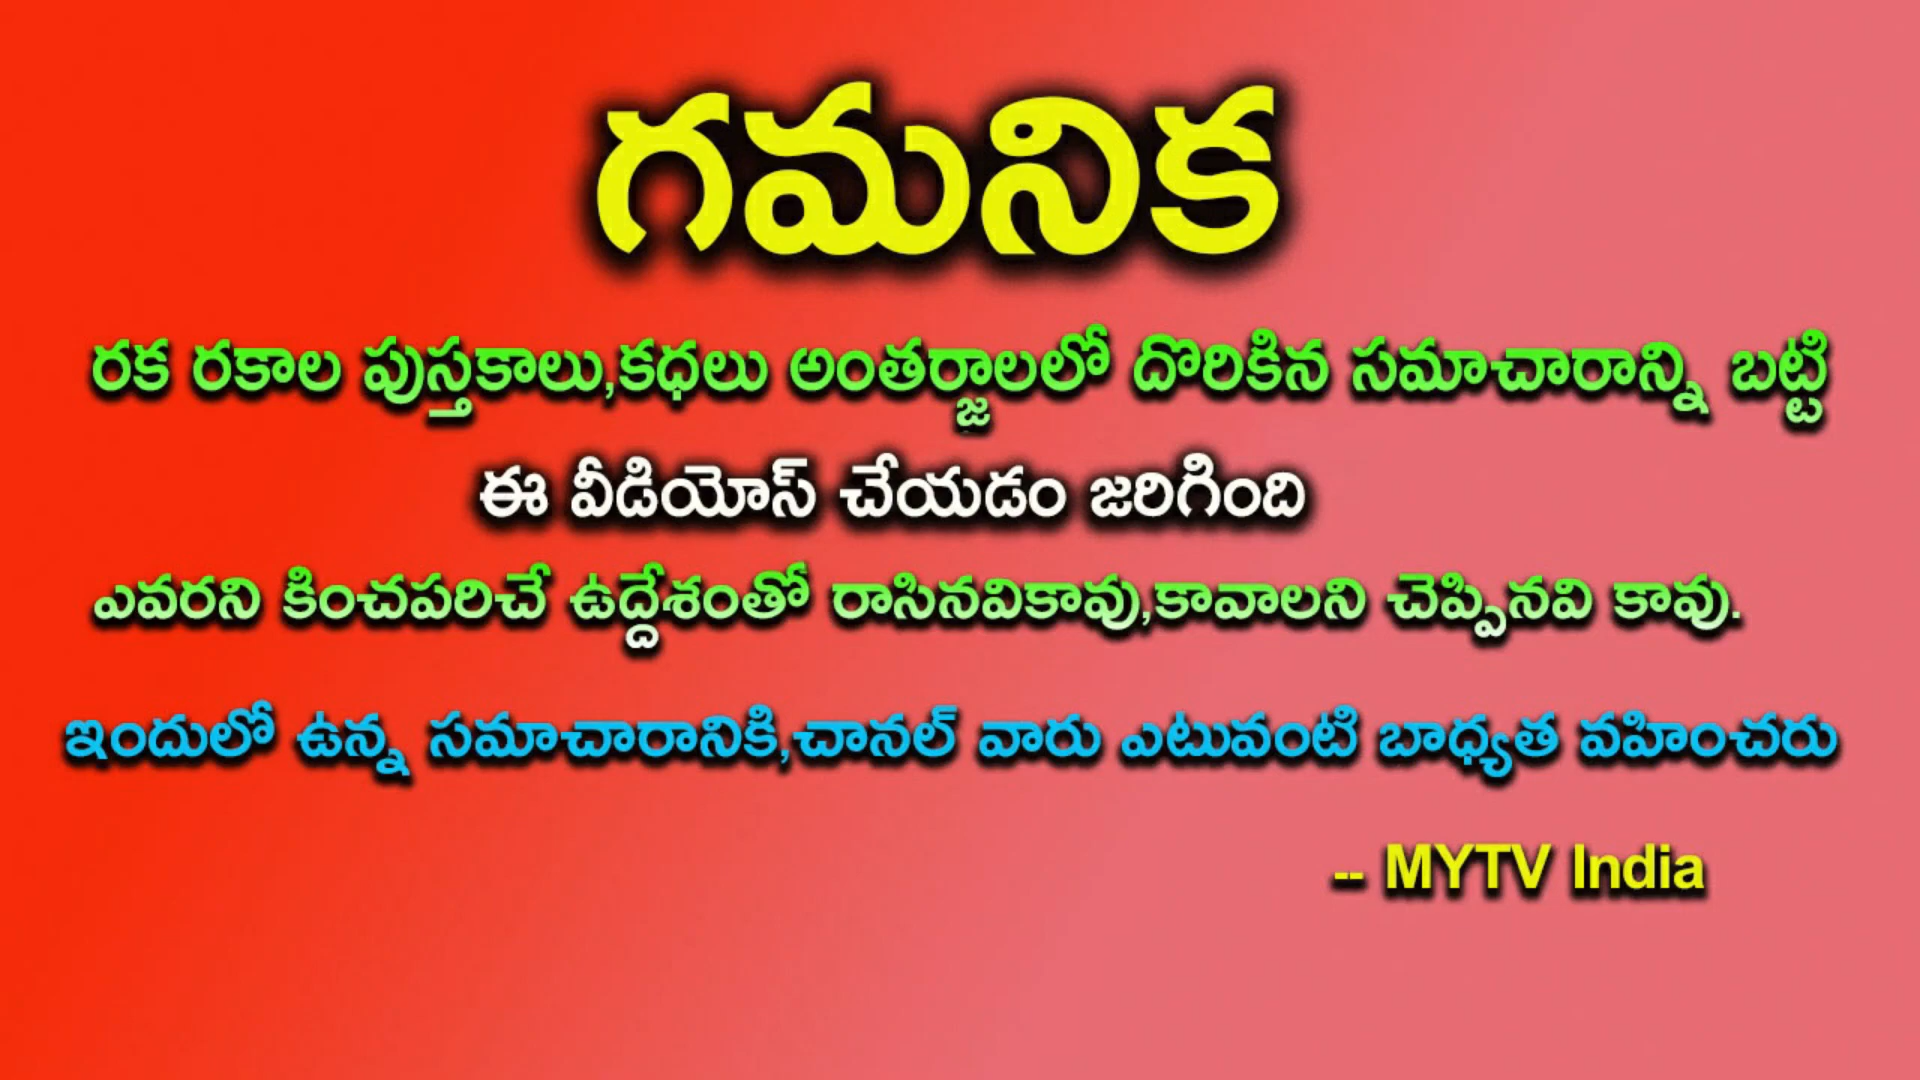 గమనిక
రక రకాల పుస్తకాలు,కధలు అంతర్జాలలో దొరికిన సమాచారాన్ని బట్టి
ఈ వీడియోస్ చేయడం జరిగింది
ఎవరని కించపరిచే ఉద్దేశంతో రాసినవికావు,కావాలని చెప్పినవి కావు.
ఇందులో ఉన్న సమాచారానికి,చానల్ వారు ఎటువంటి బాధ్యత వహించరు
-- MYTV India